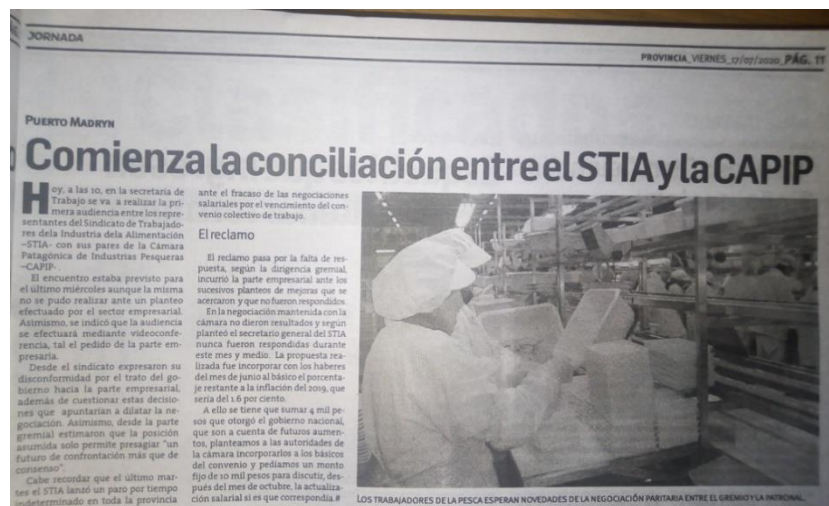 JORNADA
PROVINCIA_VIERNES_17/07/2020_PÁG. 11
PUERTO MADRYN
Comienza la conciliación entre el STIA y la CAPIP
Hoy, a las 10, en la secretaría de
Trabajo se va a realizar la pri-
mera audiencia entre los repre-
sentantes del Sindicato de Trabajado-
res dela Industria dela Alimentación
–STIA- con sus pares de la Cámara
Patagónica de Industrias Pesqueras
–CAPIP-.
El encuentro estaba previsto para
el último miércoles aunque la misma
no se pudo realizar ante un planteo
efectuado por el sector empresarial.
Asimismo, se indicó que la audiencia
se efectuará mediante videoconfe-
rencia, tal el pedido de la parte em-
presaria.
Desde el sindicato expresaron su
disconformidad por el trato del go-
bierno hacia la parte empresarial,
además de cuestionar estas decisio-
nes que apuntarían a dilatar la ne-
gociación. Asimismo, desde la parte
gremial estimaron que la posición
asumida solo permite presagiar "un
futuro de confrontación más que de
consenso".
Cabe recordar que el último mar-
tes el STIA lanzó un paro por tiempo
indeterminado en toda la provincia
ante el fracaso de las negociaciones
salariales por el vencimiento del con-
venio colectivo de trabajo.
El reclamo
El reclamo pasa por la falta de res-
puesta, según la dirigencia gremial,
incurrió la parte empresarial ante los
sucesivos planteos de mejoras que se
acercaron y que no fueron respondidos.
En la negociación mantenida con la
cámara no dieron resultados y según
planteó el secretario general del STIA
nunca fueron respondidas durante
este mes y medio. La propuesta rea-
lizada fue incorporar con los haberes
del mes de junio al básico el porcenta-
je restante a la inflación del 2019, que
sería del 1.6 por ciento.
A ello se tiene que sumar 4 mil pe-
sos que otorgó el gobierno nacional,
que son a cuenta de futuros aumen-
tos, planteamos a las autoridades de
la cámara incorporarlos a los básicos
del convenio y pedíamos un monto
fijo de 10 mil pesos para discutir, des-
pués del mes de octubre, la actualiza-
ción salarial si es que correspondía.#
LOS TRABAJADORES DE LA PESCA ESPERAN NOVEDADES DE LA NEGOCIACIÓN PARITARIA ENTRE EL GREMIO Y LA PATRONAL.